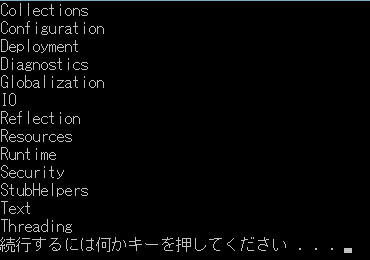 Collections
Configuration
Deployment
Diagnostics
Globalization
IO
Reflection
Resources
Runtime
Security
StubHelpers
Text
Threading
続行するには何かキーを押してください . . .